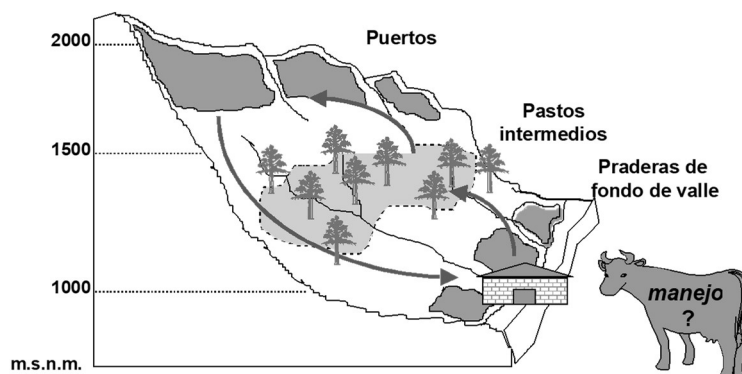 2000
Puertos
Pastos
intermedios
1500
Praderas de
fondo de valle
1000
manejo
?
m.s.n.m.